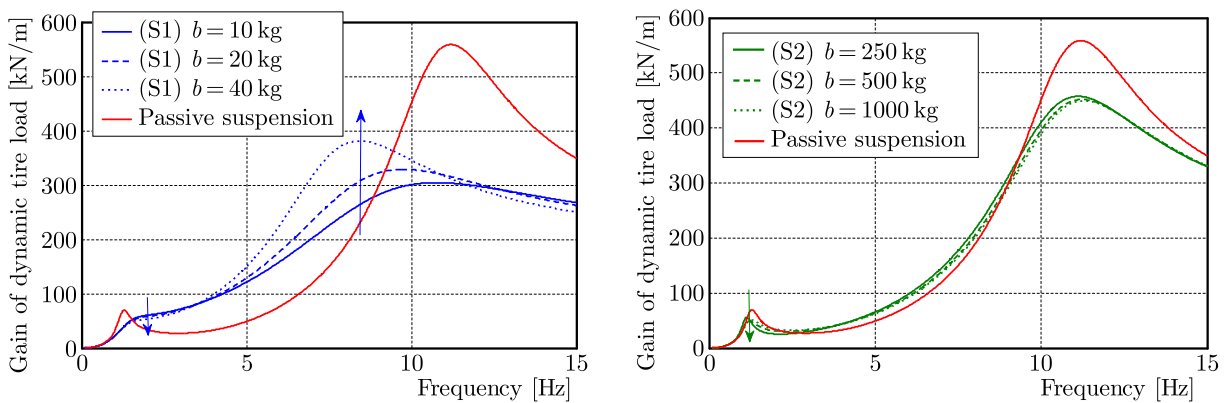 Gain of dynamic tire load [kN/m]
600
500
400
300
200
100
0
(S1) b = 10 kg
(S1) b = 20 kg
(S1) b = 40 kg
Passive suspension
0 5 10 15
Frequency [Hz]
Gain of dynamic tire load [kN/m]
600
500
400
300
200
100
0
(S2) b = 250 kg
(S2) b = 500 kg
(S2) b = 1000 kg
Passive suspension
0 5 10 15
Frequency [Hz]